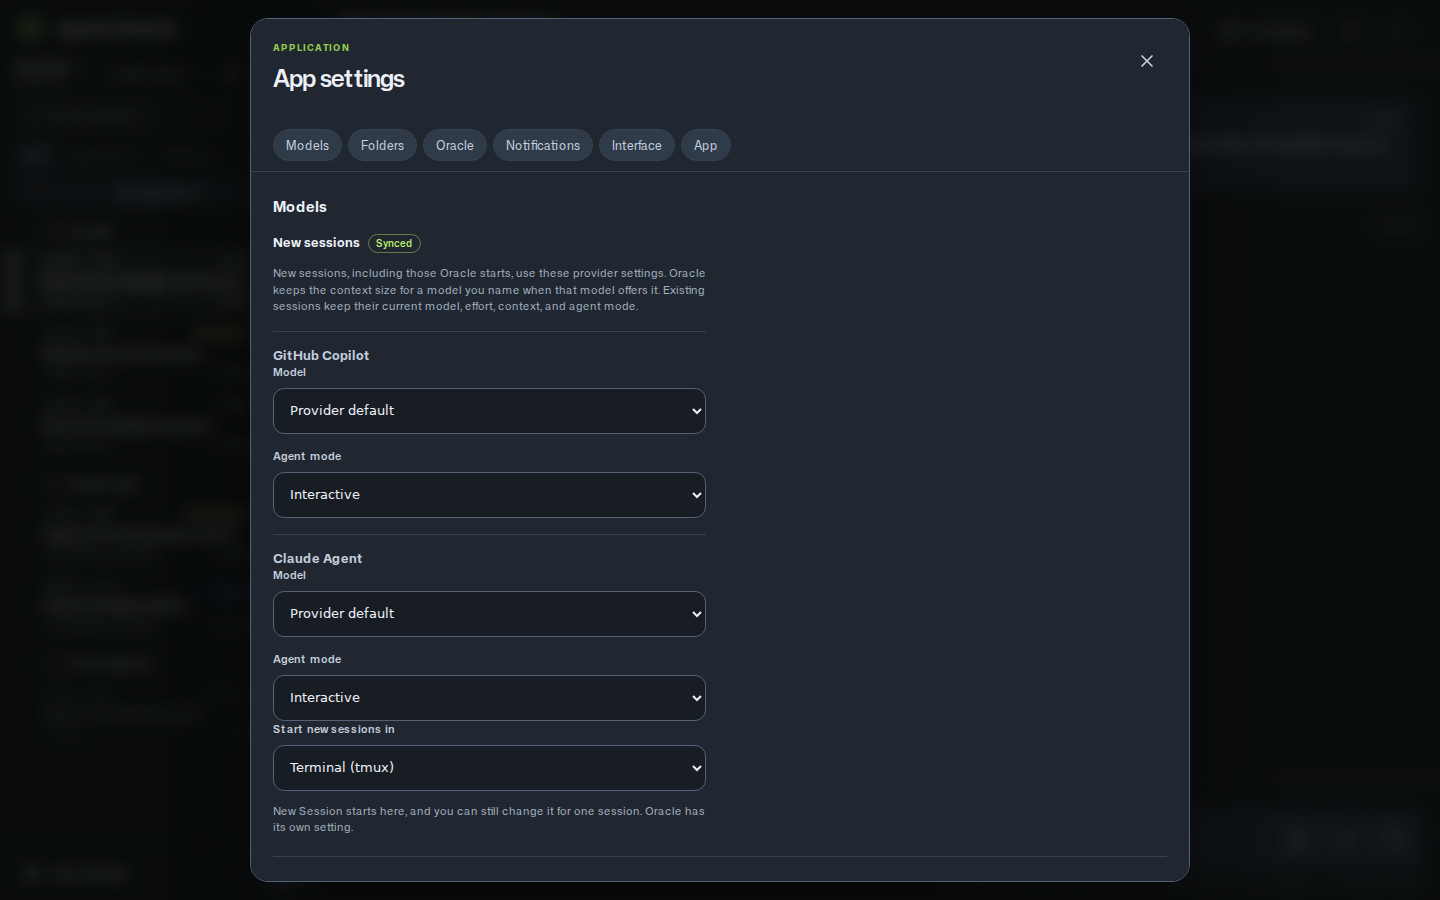 APPLICATION
App settings
Models
Folders
Oracle
Notifications
Interface
App
Models
New sessions
Synced
New sessions, including those Oracle starts, use these provider settings. Oracle
keeps the context size for a model you name when that model offers it. Existing
sessions keep their current model, effort, context, and agent mode.
GitHub Copilot
Model
Provider default
Agent mode
Interactive
Claude Agent
Model
Provider default
Agent mode
Interactive
Start new sessions in
Terminal (tmux)
New Session starts here, and you can still change it for one session. Oracle has
its own setting.